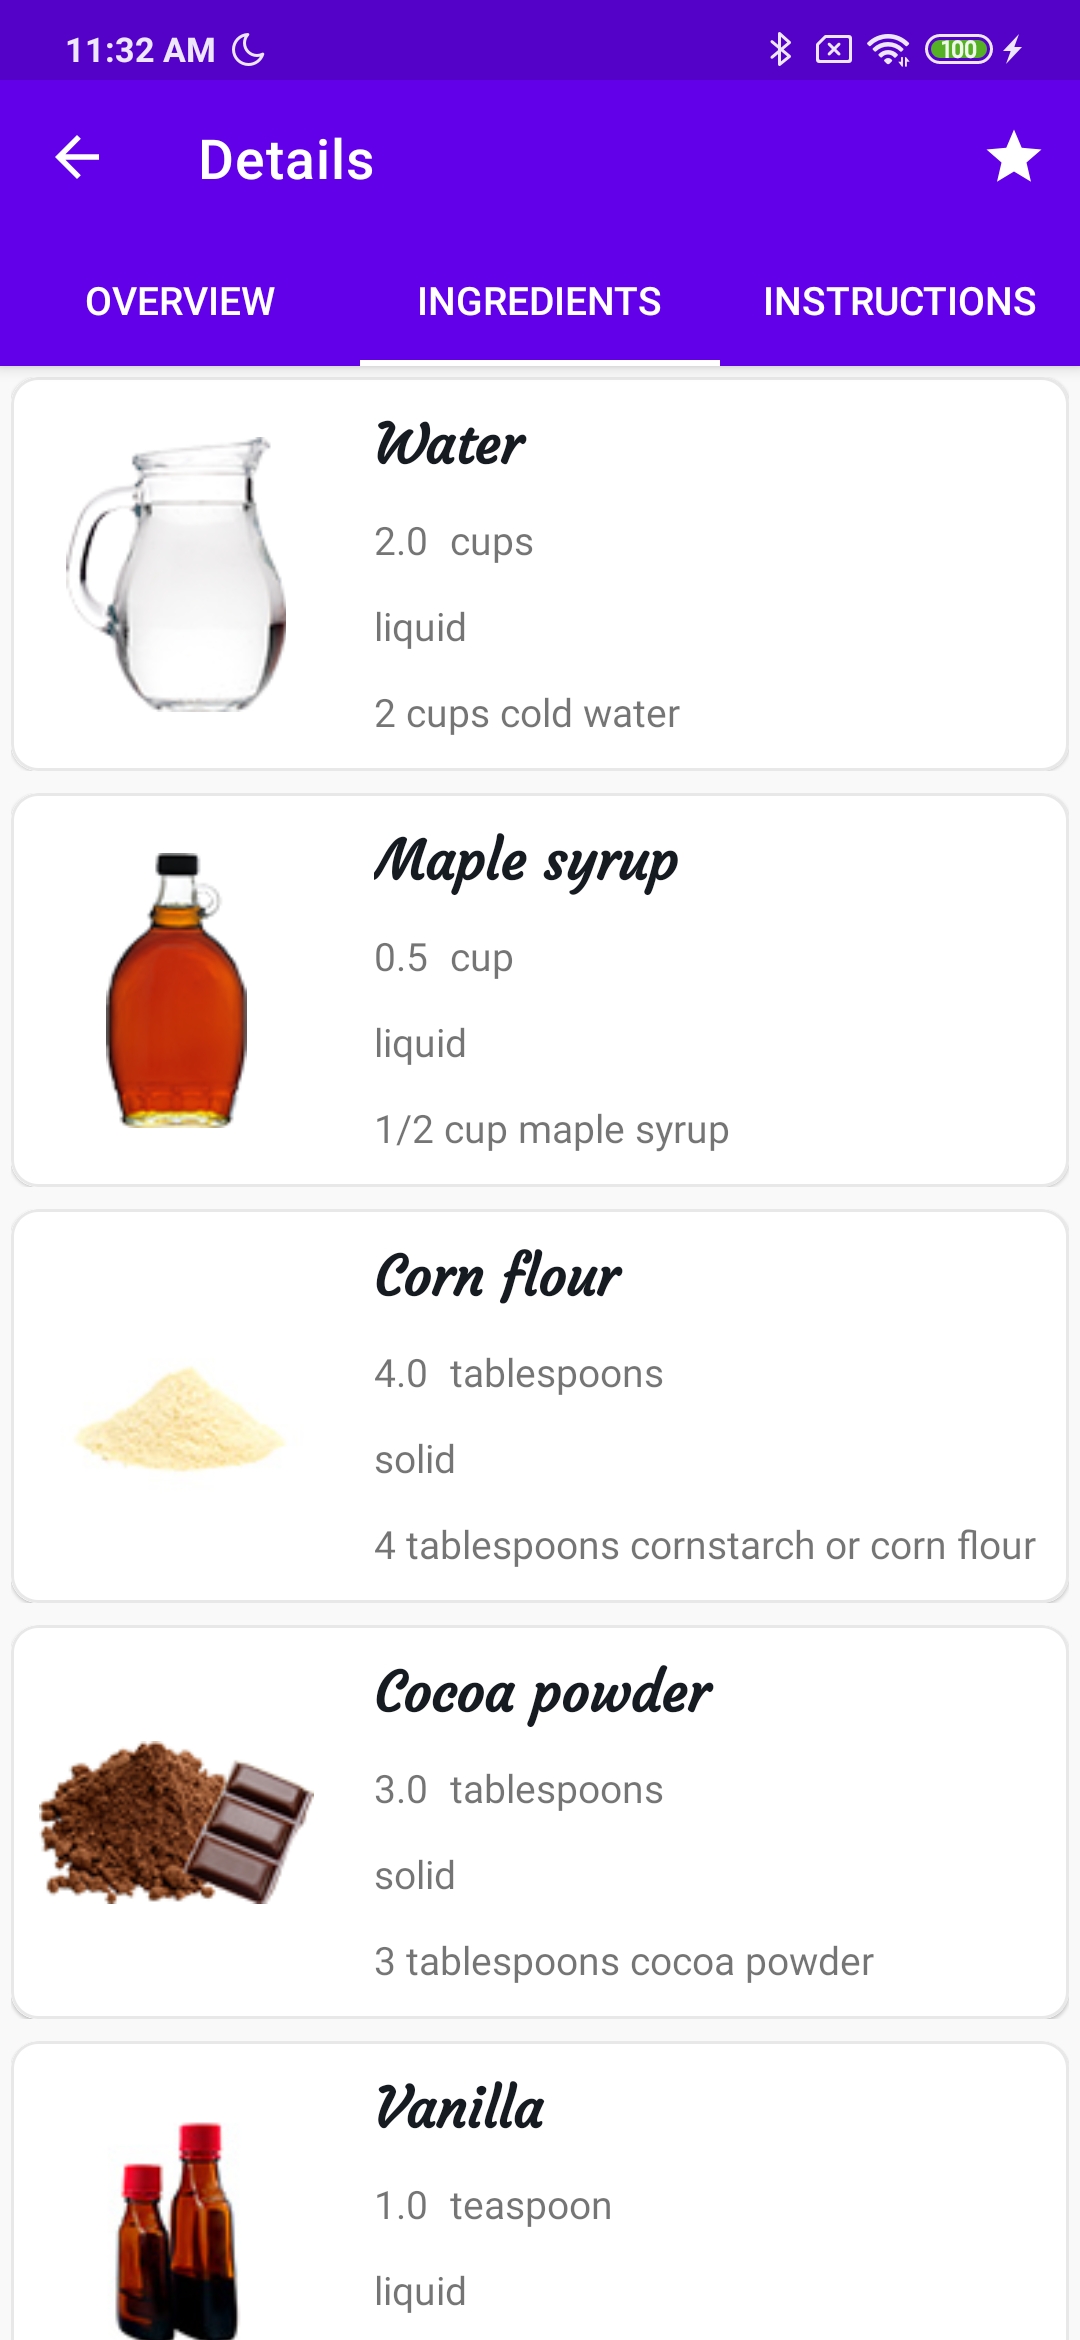 11:32 AM
100
Details
OVERVIEW INGREDIENTS INSTRUCTIONS
Water
2.0 cups
liquid
2 cups cold water
Maple syrup
0.5 cup
liquid
1/2 cup maple syrup
Corn flour
4.0 tablespoons
solid
4 tablespoons cornstarch or corn flour
Cocoa powder
3.0 tablespoons
solid
3 tablespoons cocoa powder
Vanilla
1.0 teaspoon
liquid